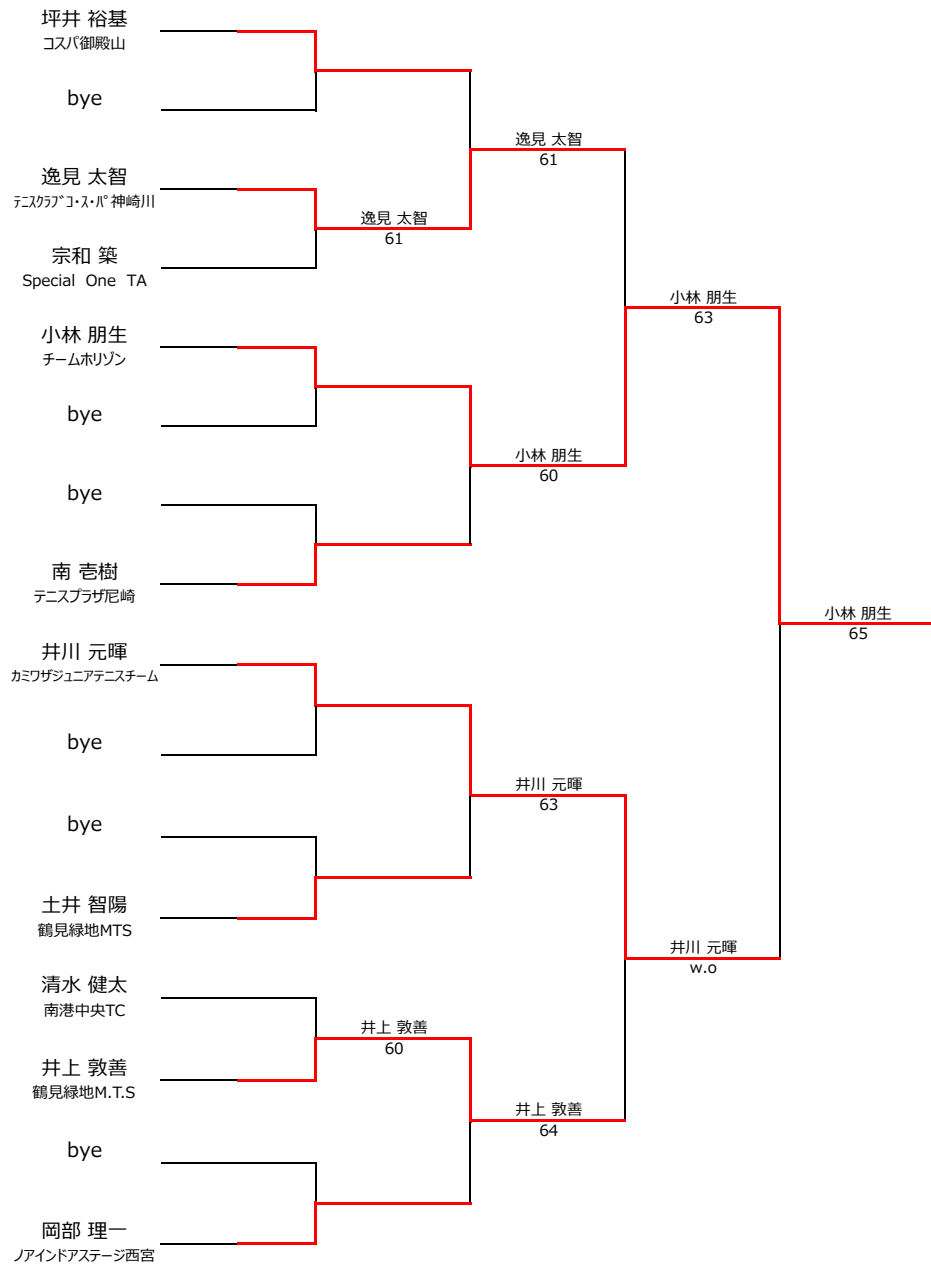 坪井 裕基
コスパ御殿山
bye
逸見 太智
ﾃﾆｽｸﾗﾌﾞｺ･ｽ･ﾊﾟ神崎川
宗和 築
Special One TA
小林 朋生
チームホリゾン
bye
bye
南 壱樹
テニスプラザ尼崎
井川 元暉
カミワザジュニアテニスチーム
bye
bye
土井 智陽
鶴見緑地MTS
清水 健太
南港中央TC
井上 敦善
鶴見緑地M.T.S
bye
岡部 理一
ノアインドアステージ西宮
逸見 太智
61
井上 敦善
60
逸見 太智
61
小林 朋生
60
井川 元暉
63
井上 敦善
64
小林 朋生
63
井川 元暉
w.o
小林 朋生
65